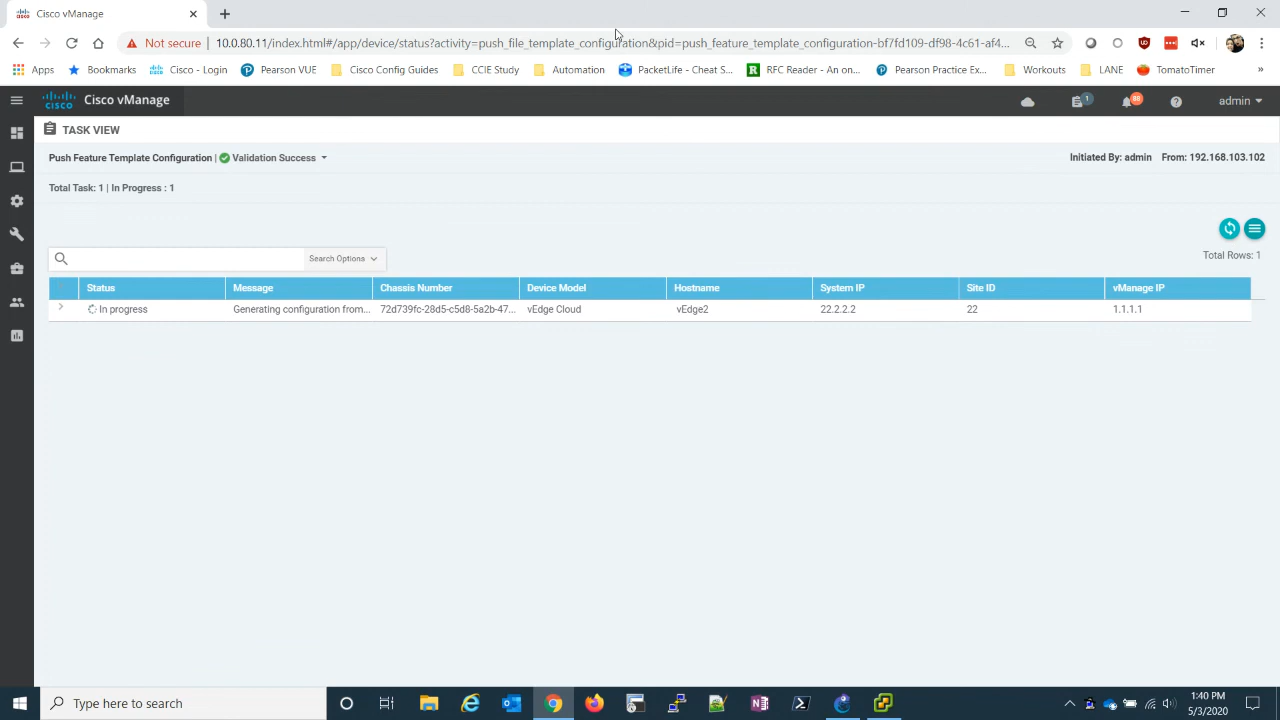 Cisco vManage
Not secure | 10.0.80.11/index.html#/app/device/status?activity=push_file_template_configuration&pid=push_feature_template_configuration-bf7fd109-df98-4c61-af4...
Apps Bookmarks Cisco - Login Pearson VUE Cisco Config Guides CCIE Study Automation PacketLife - Cheat S... RFC Reader - An on... Pearson Practice Ex... Workouts LANE TomatoTimer »
CISCO Cisco vManage 1 88 admin
TASK VIEW
Push Feature Template Configuration | Validation Success Initiated By: admin From: 192.168.103.102
Total Task: 1 | In Progress : 1
Search Options Total Rows: 1
Status Message Chassis Number Device Model Hostname System IP Site ID vManage IP
In progress Generating configuration from... 72d739fc-28d5-c5d8-5a2b-47... vEdge Cloud vEdge2 22.2.2.2 22 1.1.1.1
Type here to search 1:40 PM
5/3/2020